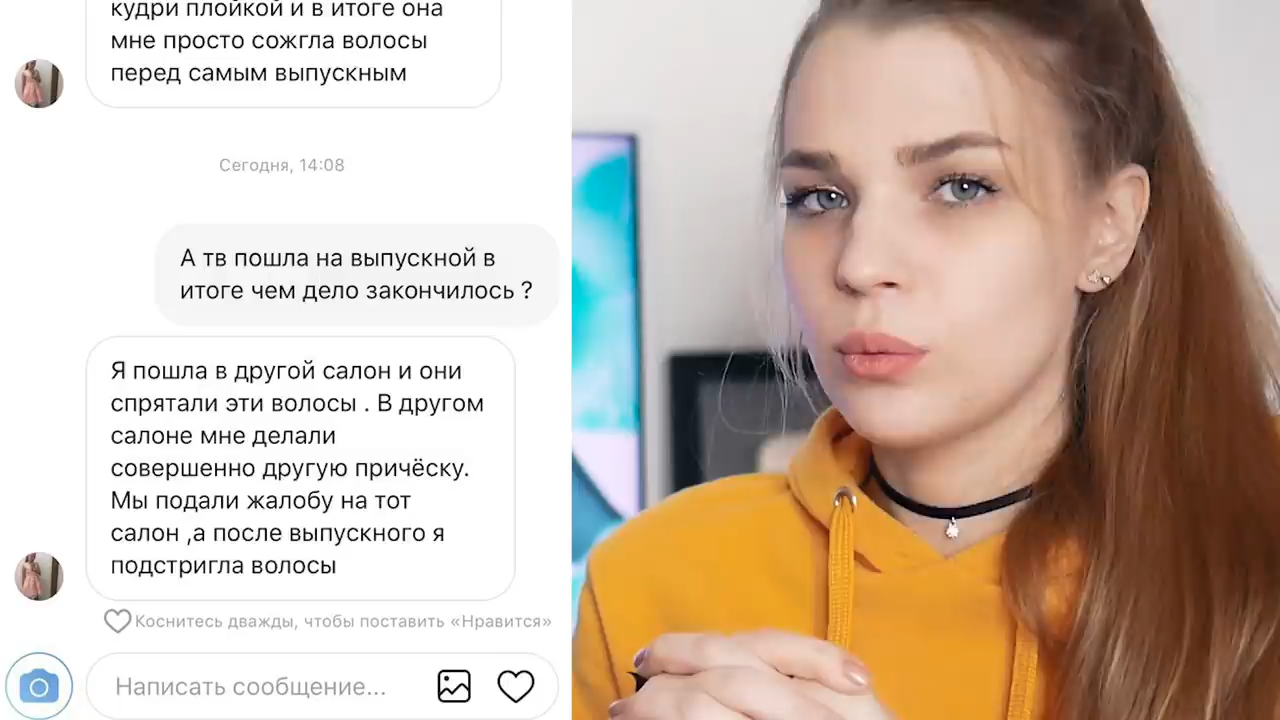 кудри плойкой и в итоге она
мне просто сожгла волосы
перед самым выпускным
Сегодня, 14:08
А тв пошла на выпускной в
итоге чем дело закончилось ?
Я пошла в другой салон и они
спрятали эти волосы . В другом
салоне мне делали
совершенно другую причёску.
Мы подали жалобу на тот
салон ,а после выпускного я
подстригла волосы
Коснитесь дважды, чтобы поставить «Нравится»
Написать сообщение...